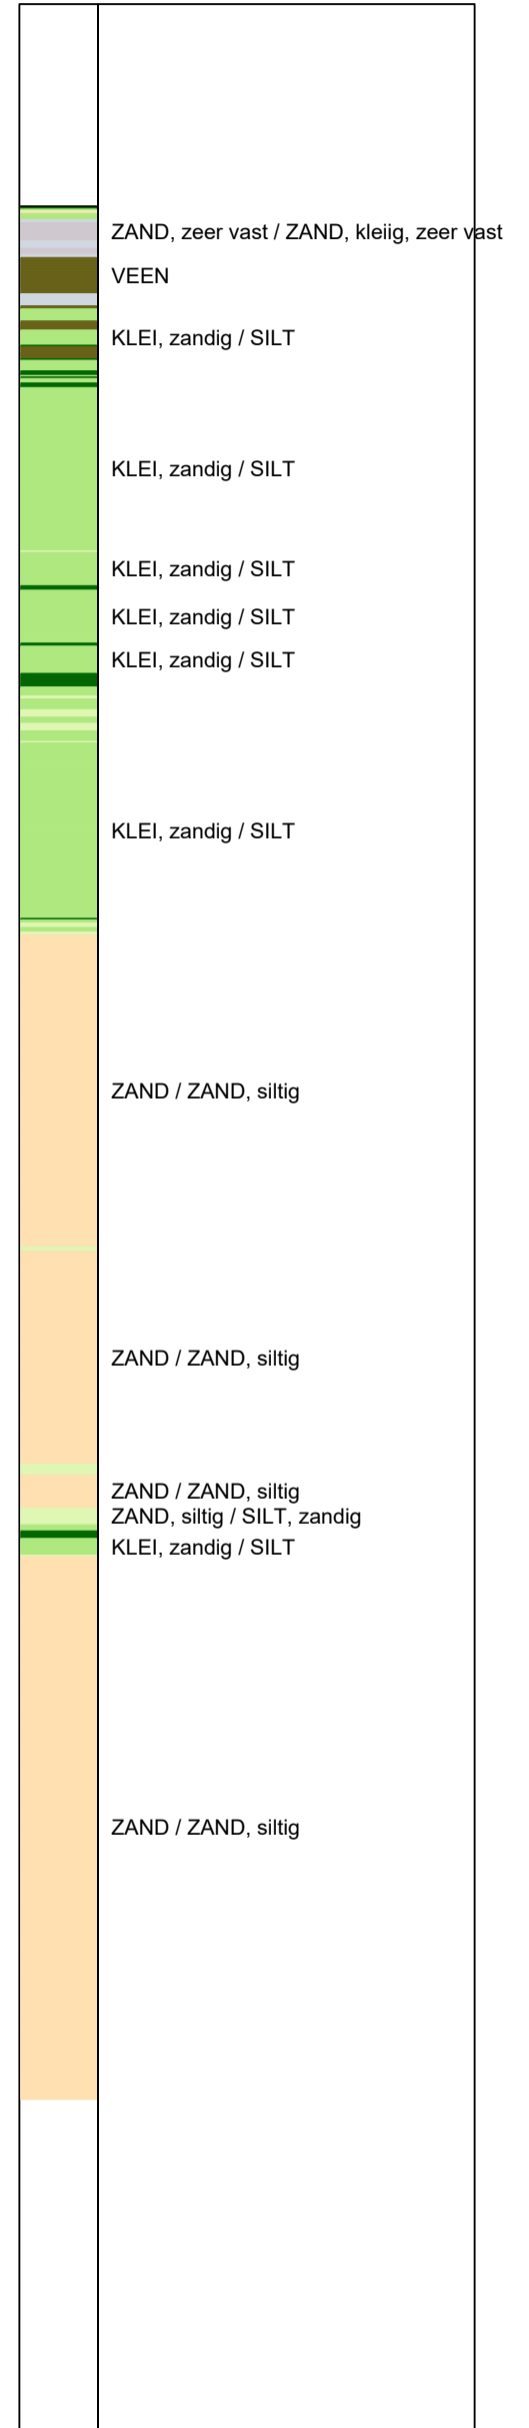 ZAND, zeer vast / ZAND, kleiig, zeer vast
VEEN
KLEI, zandig / SILT
KLEI, zandig / SILT
KLEI, zandig / SILT
KLEI, zandig / SILT
KLEI, zandig / SILT
KLEI, zandig / SILT
ZAND / ZAND, siltig
ZAND / ZAND, siltig
ZAND / ZAND, siltig
ZAND, siltig / SILT, zandig
KLEI, zandig / SILT
ZAND / ZAND, siltig